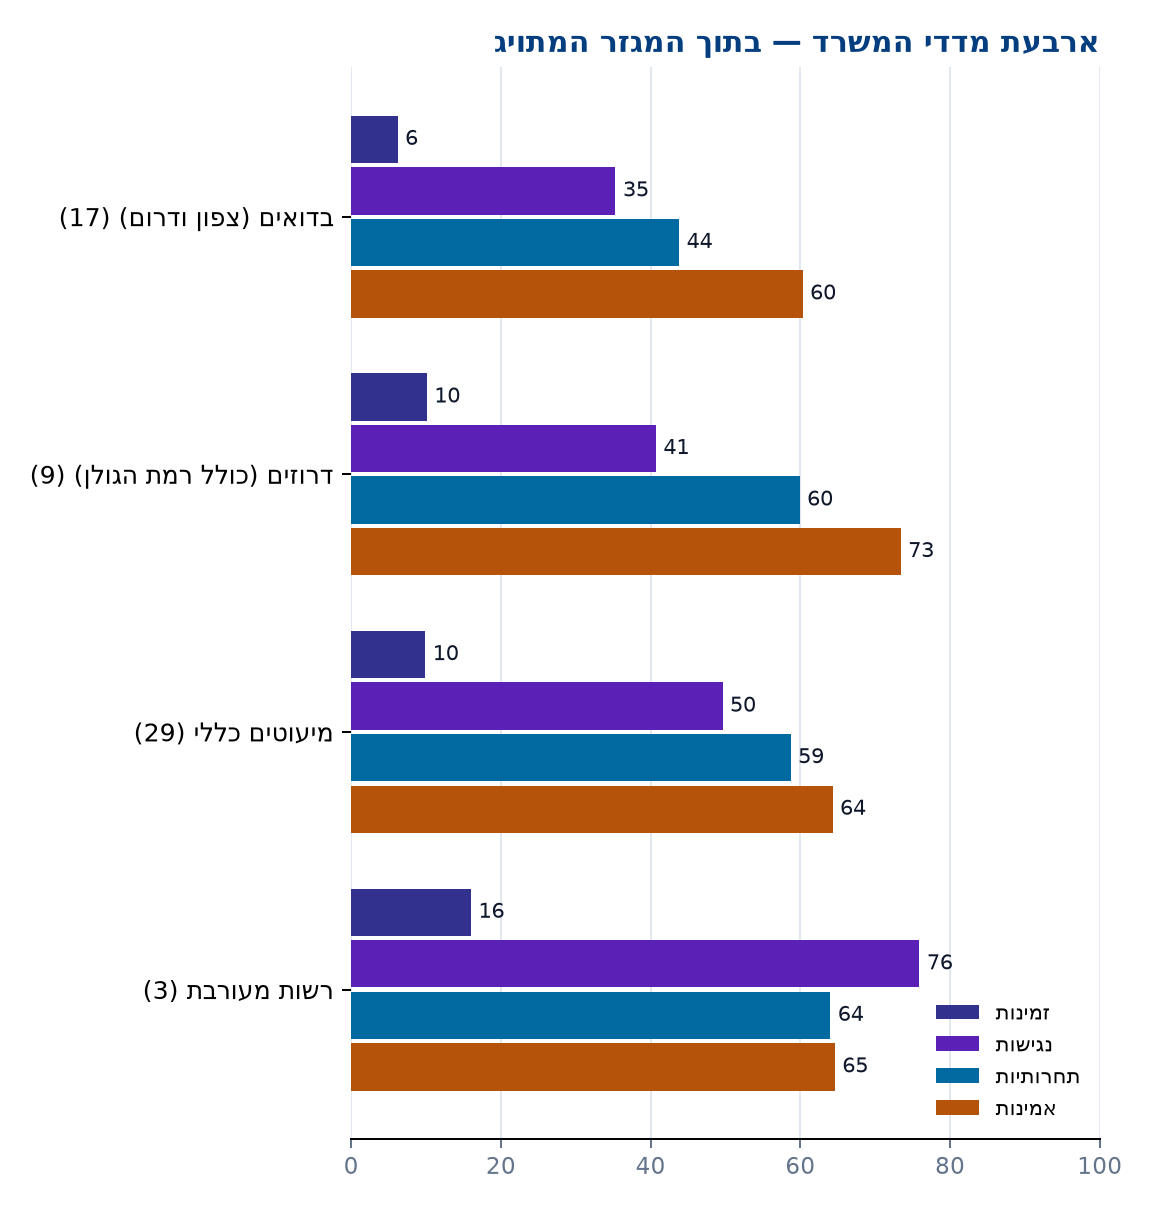 ארבעת מדדי המשרד — בתוך המגזר המתויג
בדואים (צפון ודרום) (17)
6
35
44
60
דרוזים (כולל רמת הגולן) (9)
10
41
60
73
מיעוטים כללי (29)
10
50
59
64
רשות מעורבת (3)
16
76
64
65
זמינות
נגישות
תחרותיות
אמינות
0 20 40 60 80 100